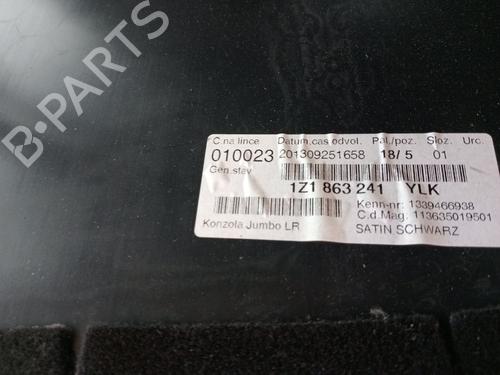 B-PARTS
C.na lince Datum,cas odvol. Pal./poz. Sloz. Urc.
010023 201309251658 18/ 5 01
Gen.stav
1Z1 863 241 YLK
Kenn-nr: 1339466938
C.d.Mag: 113635019501
Konzola Jumbo LR SATIN SCHWARZ